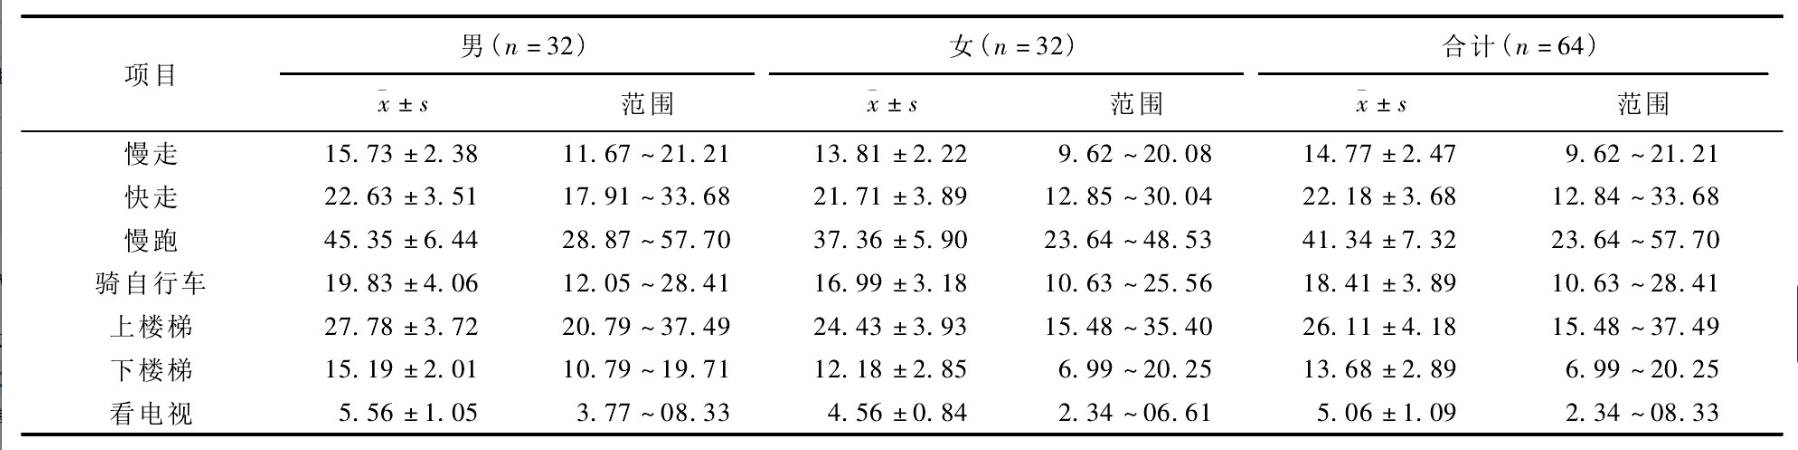 项目 男(n=32) 女(n=32) 合计(n=64)
x̄±s 范围 x̄±s 范围 x̄±s 范围
慢走 15.73±2.38 11.67~21.21 13.81±2.22 9.62~20.08 14.77±2.47 9.62~21.21
快走 22.63±3.51 17.91~33.68 21.71±3.89 12.85~30.04 22.18±3.68 12.84~33.68
慢跑 45.35±6.44 28.87~57.70 37.36±5.90 23.64~48.53 41.34±7.32 23.64~57.70
骑自行车 19.83±4.06 12.05~28.41 16.99±3.18 10.63~25.56 18.41±3.89 10.63~28.41
上楼梯 27.78±3.72 20.79~37.49 24.43±3.93 15.48~35.40 26.11±4.18 15.48~37.49
下楼梯 15.19±2.01 10.79~19.71 12.18±2.85 6.99~20.25 13.68±2.89 6.99~20.25
看电视 5.56±1.05 3.77~08.33 4.56±0.84 2.34~06.61 5.06±1.09 2.34~08.33